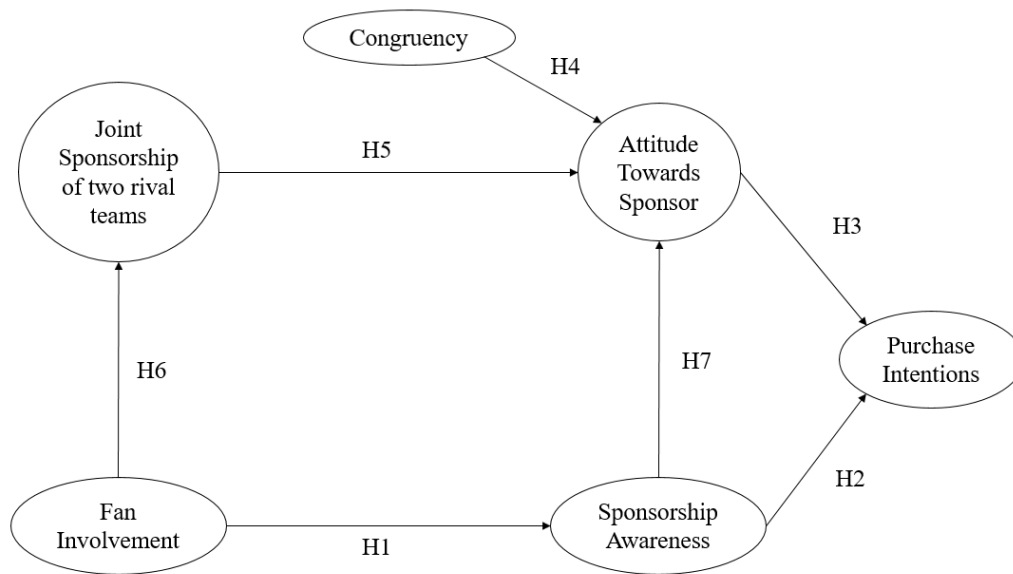 Congruency
H4
Joint
Sponsorship
of two rival
teams
H5
Attitude
Towards
Sponsor
H3
H6
H7
Purchase
Intentions
H2
Fan
Involvement
H1
Sponsorship
Awareness